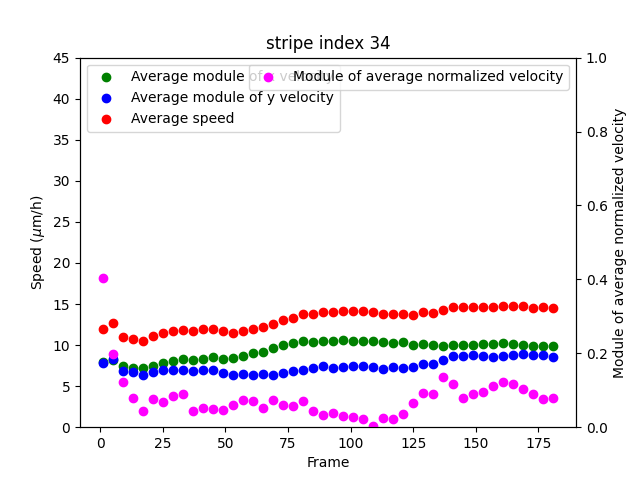 stripe index 34
Average module of x velocity
Average module of y velocity
Average speed
Module of average normalized velocity
45
40
35
30
25
20
15
10
5
0
Speed (μm/h)
1.0
0.8
0.6
0.4
0.2
0.0
Module of average normalized velocity
0 25 50 75 100 125 150 175
Frame